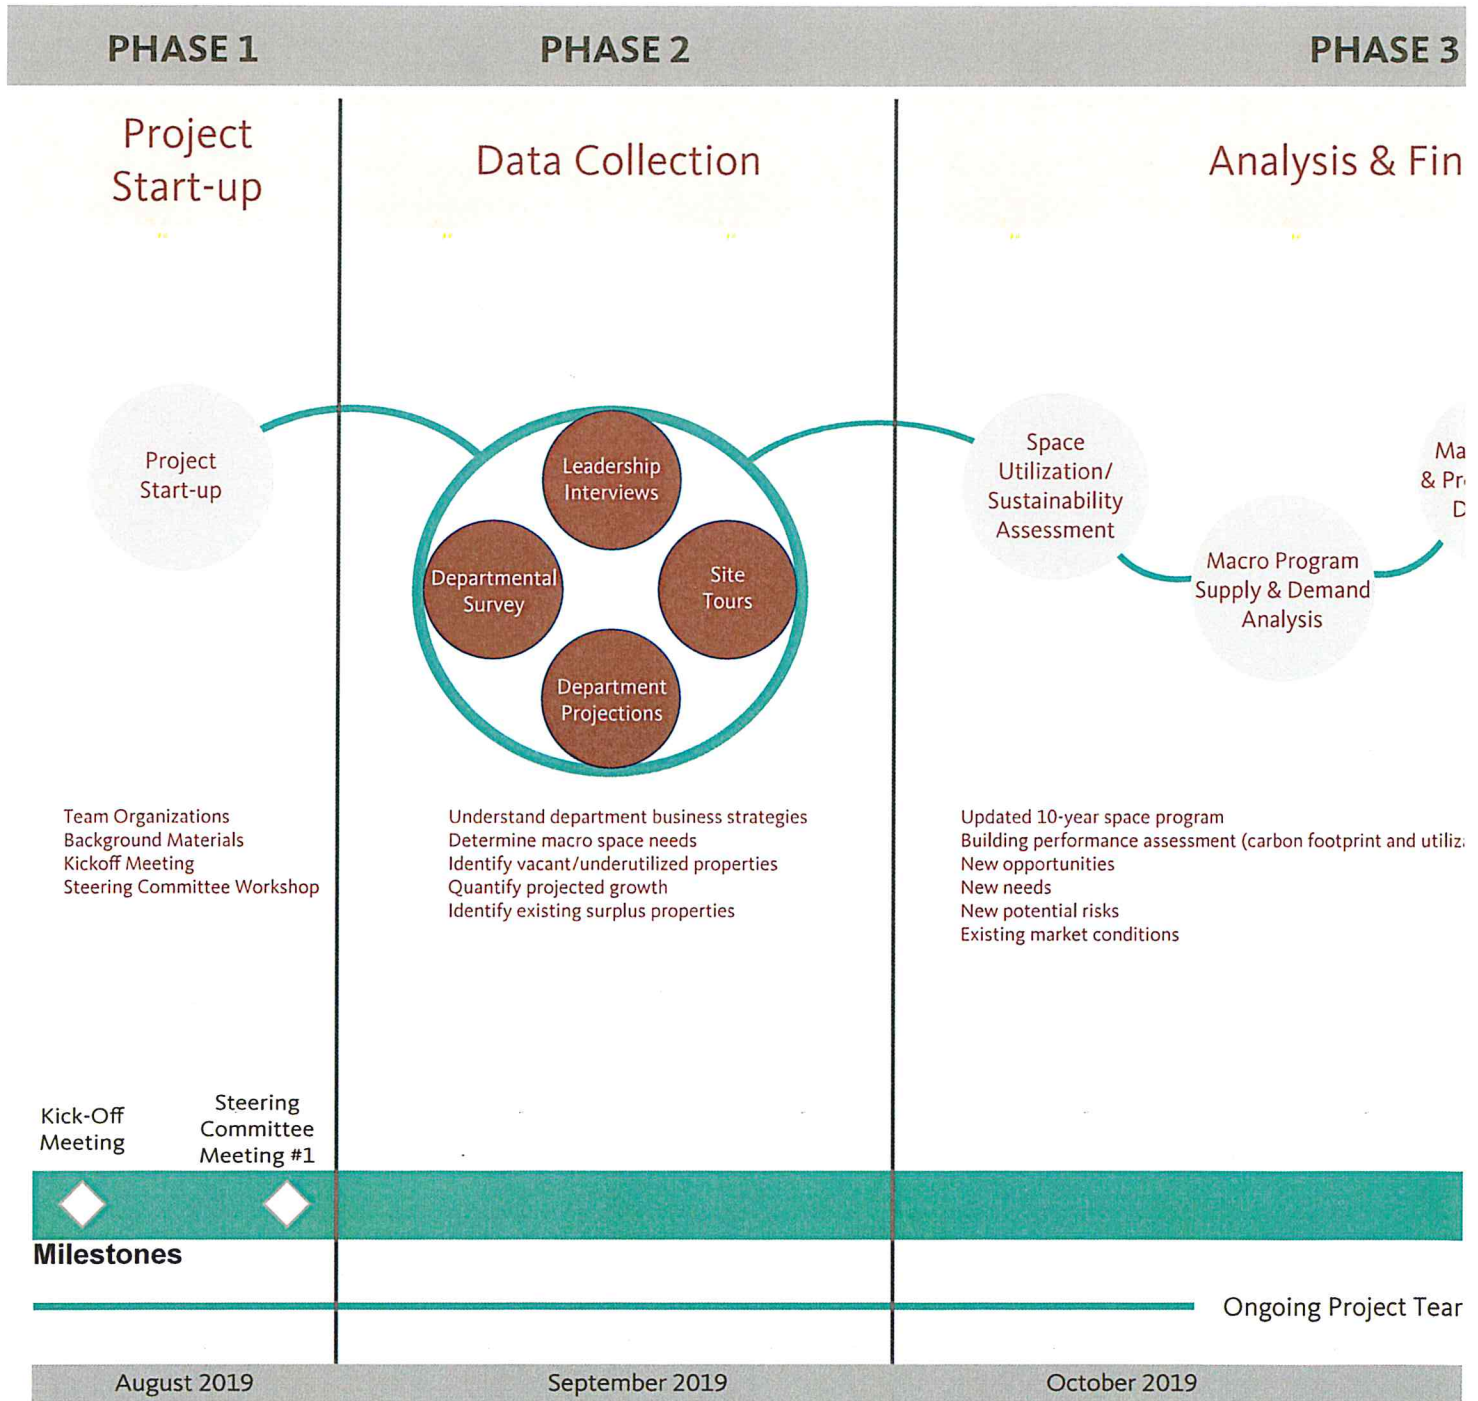 PHASE 1
PHASE 2
PHASE 3
Project
Start-up
Data Collection
Analysis & Fin
Project
Start-up
Leadership
Interviews
Departmental
Survey
Site
Tours
Department
Projections
Space
Utilization/
Sustainability
Assessment
Macro Program
Supply & Demand
Analysis
Ma
& Pr
D
Team Organizations
Background Materials
Kickoff Meeting
Steering Committee Workshop
Understand department business strategies
Determine macro space needs
Identify vacant/underutilized properties
Quantify projected growth
Identify existing surplus properties
Updated 10-year space program
Building performance assessment (carbon footprint and utiliz
New opportunities
New needs
New potential risks
Existing market conditions
Kick-Off
Meeting
Steering
Committee
Meeting #1
Milestones
Ongoing Project Tear
August 2019
September 2019
October 2019